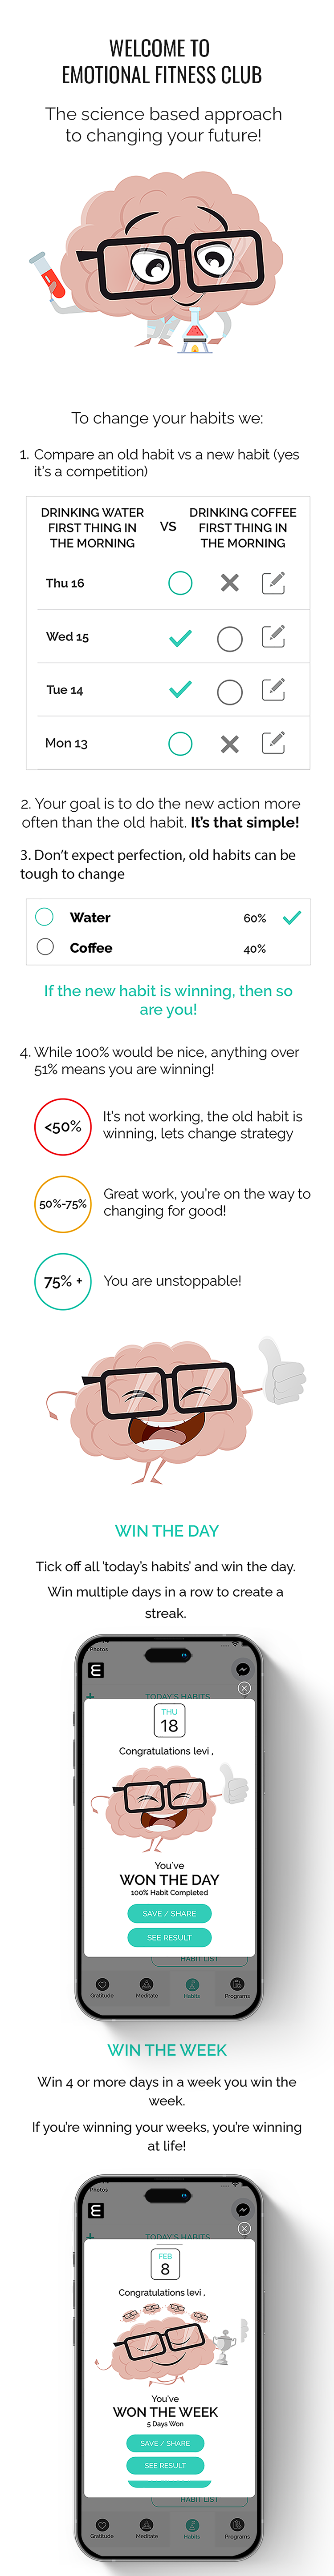 WELCOME TO
EMOTIONAL FITNESS CLUB
The science based approach
to changing your future!
To change your habits we:
1. Compare an old habit vs a new habit (yes
it's a competition)
DRINKING WATER
FIRST THING IN
THE MORNING
VS
DRINKING COFFEE
FIRST THING IN
THE MORNING
Thu 16
Wed 15
Tue 14
Mon 13
2. Your goal is to do the new action more
often than the old habit. It's that simple!
3. Don't expect perfection, old habits can be
tough to change
Water 60%
Coffee 40%
If the new habit is winning, then so
are you!
4. While 100% would be nice, anything over
51% means you are winning!
<50%
It's not working, the old habit is
winning, lets change strategy
50%-75%
Great work, you're on the way to
changing for good!
75% +
You are unstoppable!
WIN THE DAY
Tick off all 'today's habits' and win the day.
Win multiple days in a row to create a
streak.
Photos
TODAY'S HABITS
THU
18
Congratulations levi ,
You've
WON THE DAY
100% Habit Completed
SAVE / SHARE
SEE RESULT
HABIT LIST
Gratitude
Meditate
Habits
Programs
WIN THE WEEK
Win 4 or more days in a week you win the
week.
If you're winning your weeks, you're winning
at life!
Photos
TODAY'S HABITS
FEB
8
Congratulations levi ,
You've
WON THE WEEK
5 Days Won
SAVE / SHARE
SEE RESULT
HABIT LIST
Gratitude
Meditate
Habits
Programs